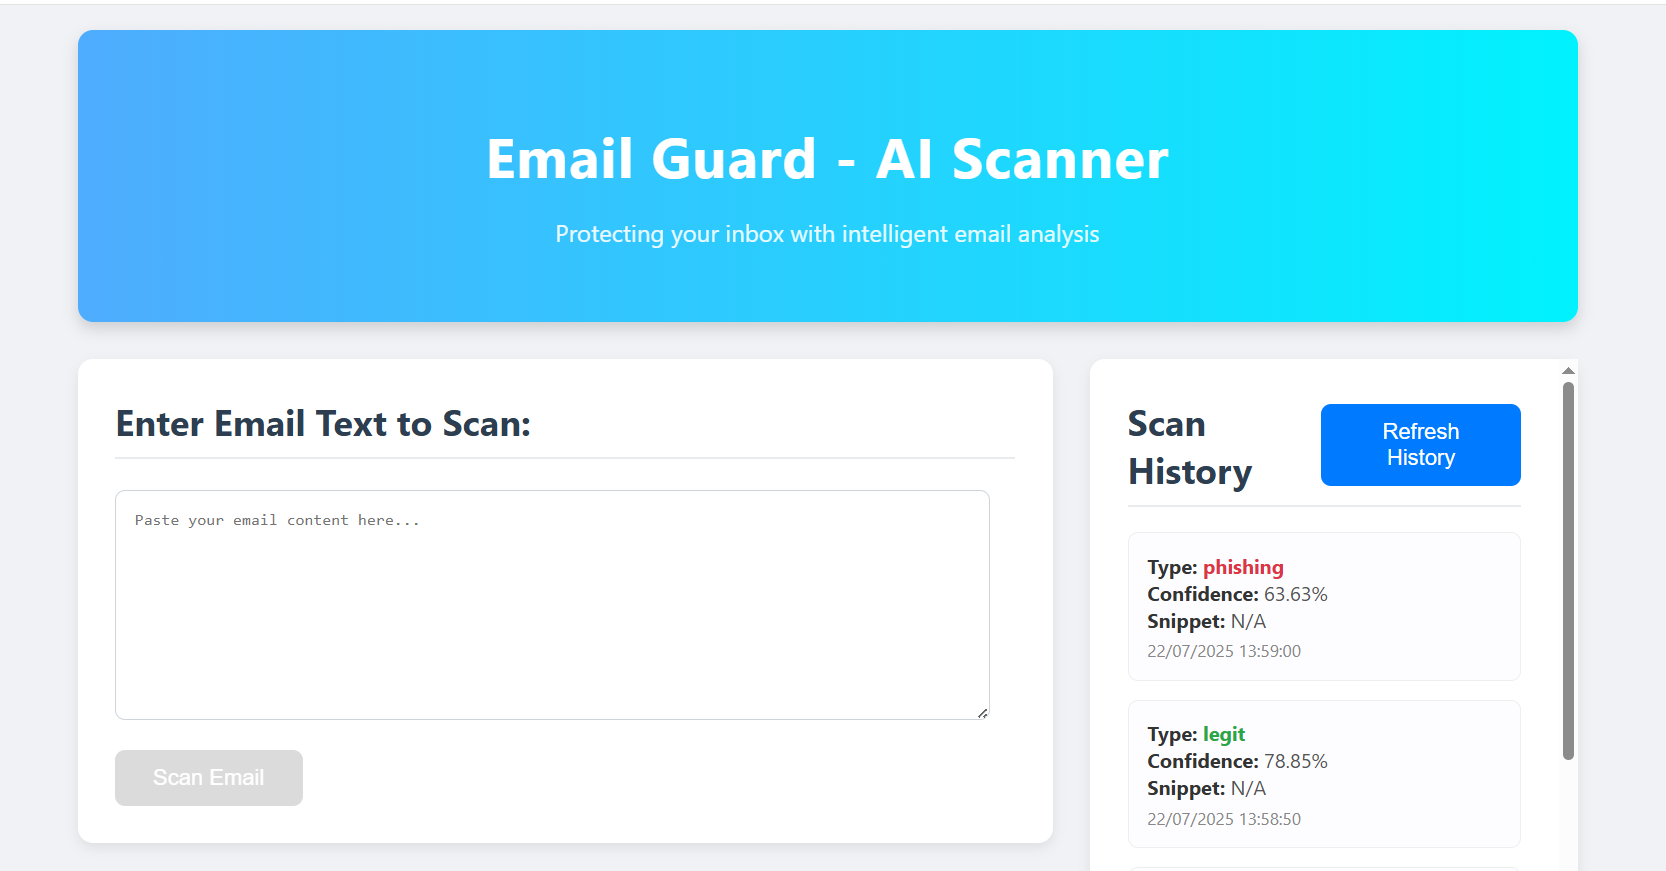 Email Guard - AI Scanner
Protecting your inbox with intelligent email analysis
Enter Email Text to Scan:
Paste your email content here...
Scan Email
Scan
History
Refresh
History
Type: phishing
Confidence: 63.63%
Snippet: N/A
22/07/2025 13:59:00
Type: legit
Confidence: 78.85%
Snippet: N/A
22/07/2025 13:58:50